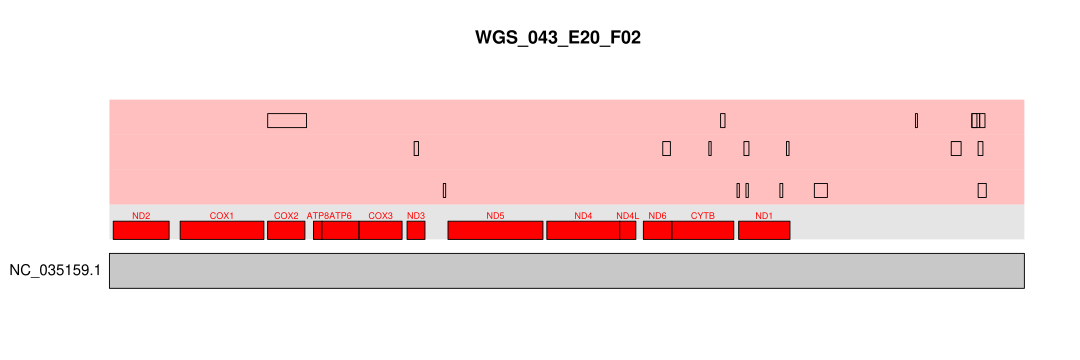 WGS_043_E20_F02
ND2 COX1 COX2 ATP8 ATP6 COX3 ND3 ND5 ND4 ND4L ND6 CYTB ND1
NC_035159.1